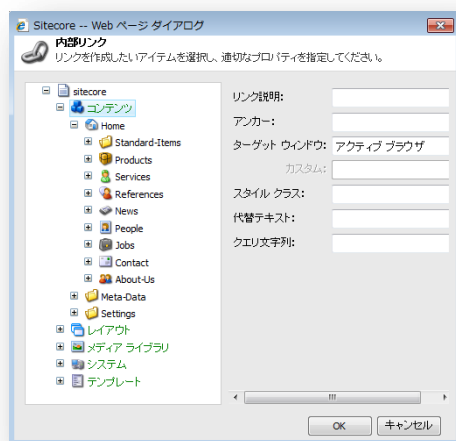 Sitecore -- Web ページ ダイアログ
内部リンク
リンクを作成したいアイテムを選択し、適切なプロパティを指定してください。
sitecore
コンテンツ
Home
Standard-Items
Products
Services
References
News
People
Jobs
Contact
About-Us
Meta-Data
Settings
レイアウト
メディア ライブラリ
システム
テンプレート
リンク説明:
アンカー:
ターゲット ウィンドウ: アクティブ ブラウザ
カスタム:
スタイル クラス:
代替テキスト:
クエリ文字列:
OK キャンセル